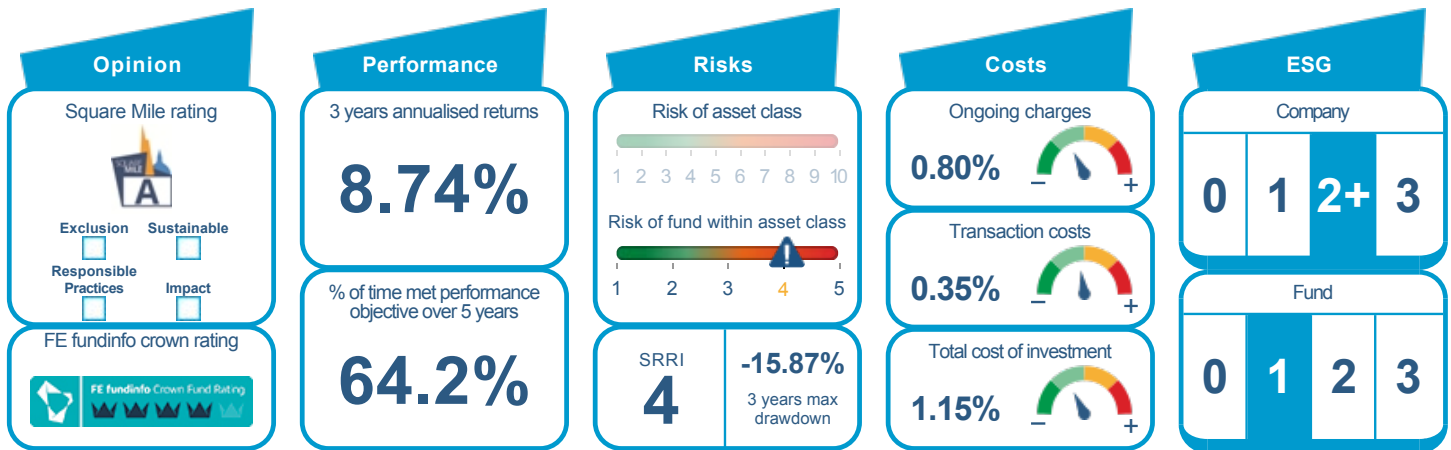 Opinion
Square Mile rating
SQUARE
MILE
A
Exclusion Sustainable
Responsible
Practices Impact
FE fundinfo crown rating
FE fundinfo Crown Fund Rating
Performance
3 years annualised returns
8.74%
% of time met performance
objective over 5 years
64.2%
Risks
Risk of asset class
1 2 3 4 5 6 7 8 9 10
Risk of fund within asset class
!
1 2 3 4 5
SRRI
4
-15.87%
3 years max
drawdown
Costs
Ongoing charges
0.80%
− +
Transaction costs
0.35%
− +
Total cost of investment
1.15%
− +
ESG
Company
0 1 2+ 3
Fund
0 1 2 3